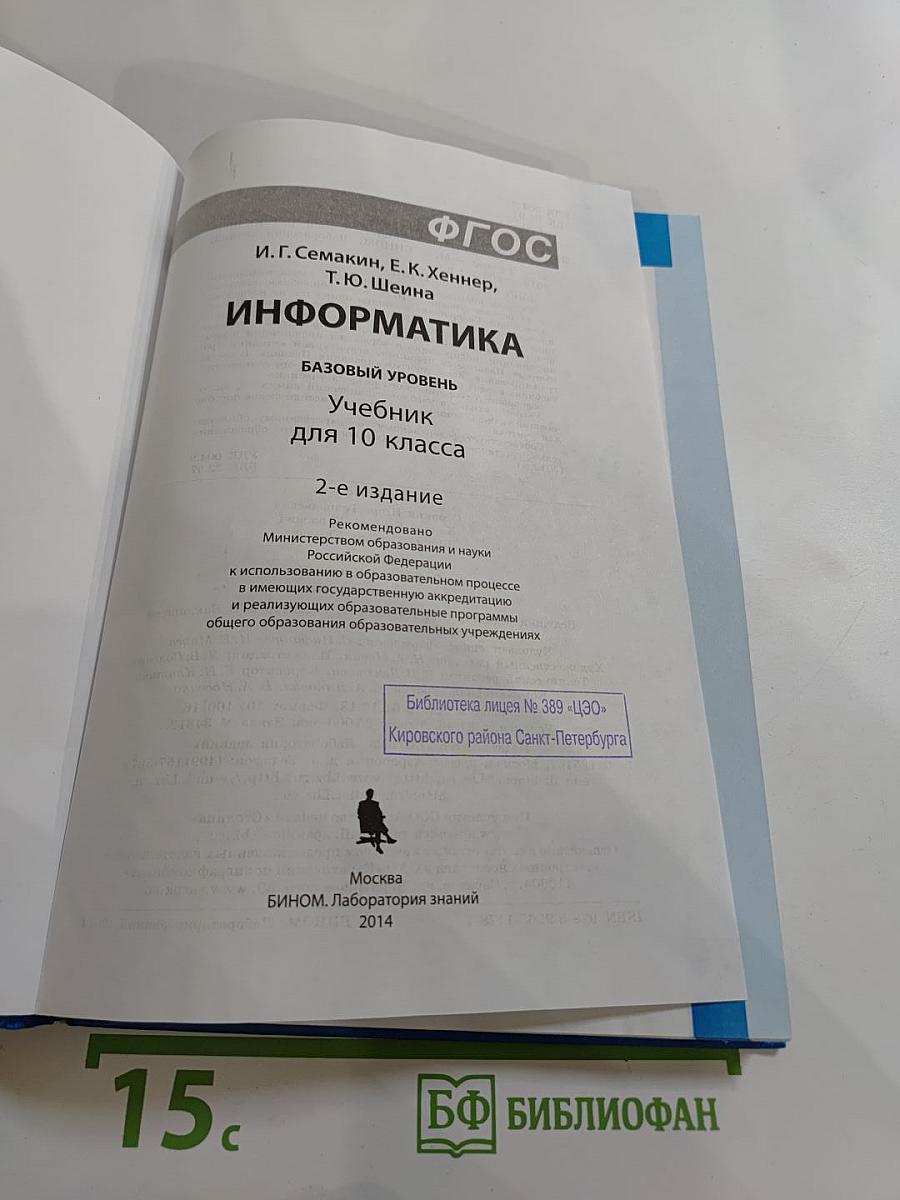 ФГОС
И. Г. Семакин, Е. К. Хеннер,
Т. Ю. Шеина
ИНФОРМАТИКА
БАЗОВЫЙ УРОВЕНЬ
Учебник
для 10 класса
2-е издание
Рекомендовано
Министерством образования и науки
Российской Федерации
к использованию в образовательном процессе
в имеющих государственную аккредитацию
и реализующих образовательные программы
общего образования образовательных учреждениях
Библиотека лицея № 389 «ЦЭО»
Кировского района Санкт-Петербурга
Москва
БИНОМ. Лаборатория знаний
2014
15 с
БФ БИБЛИОФАН